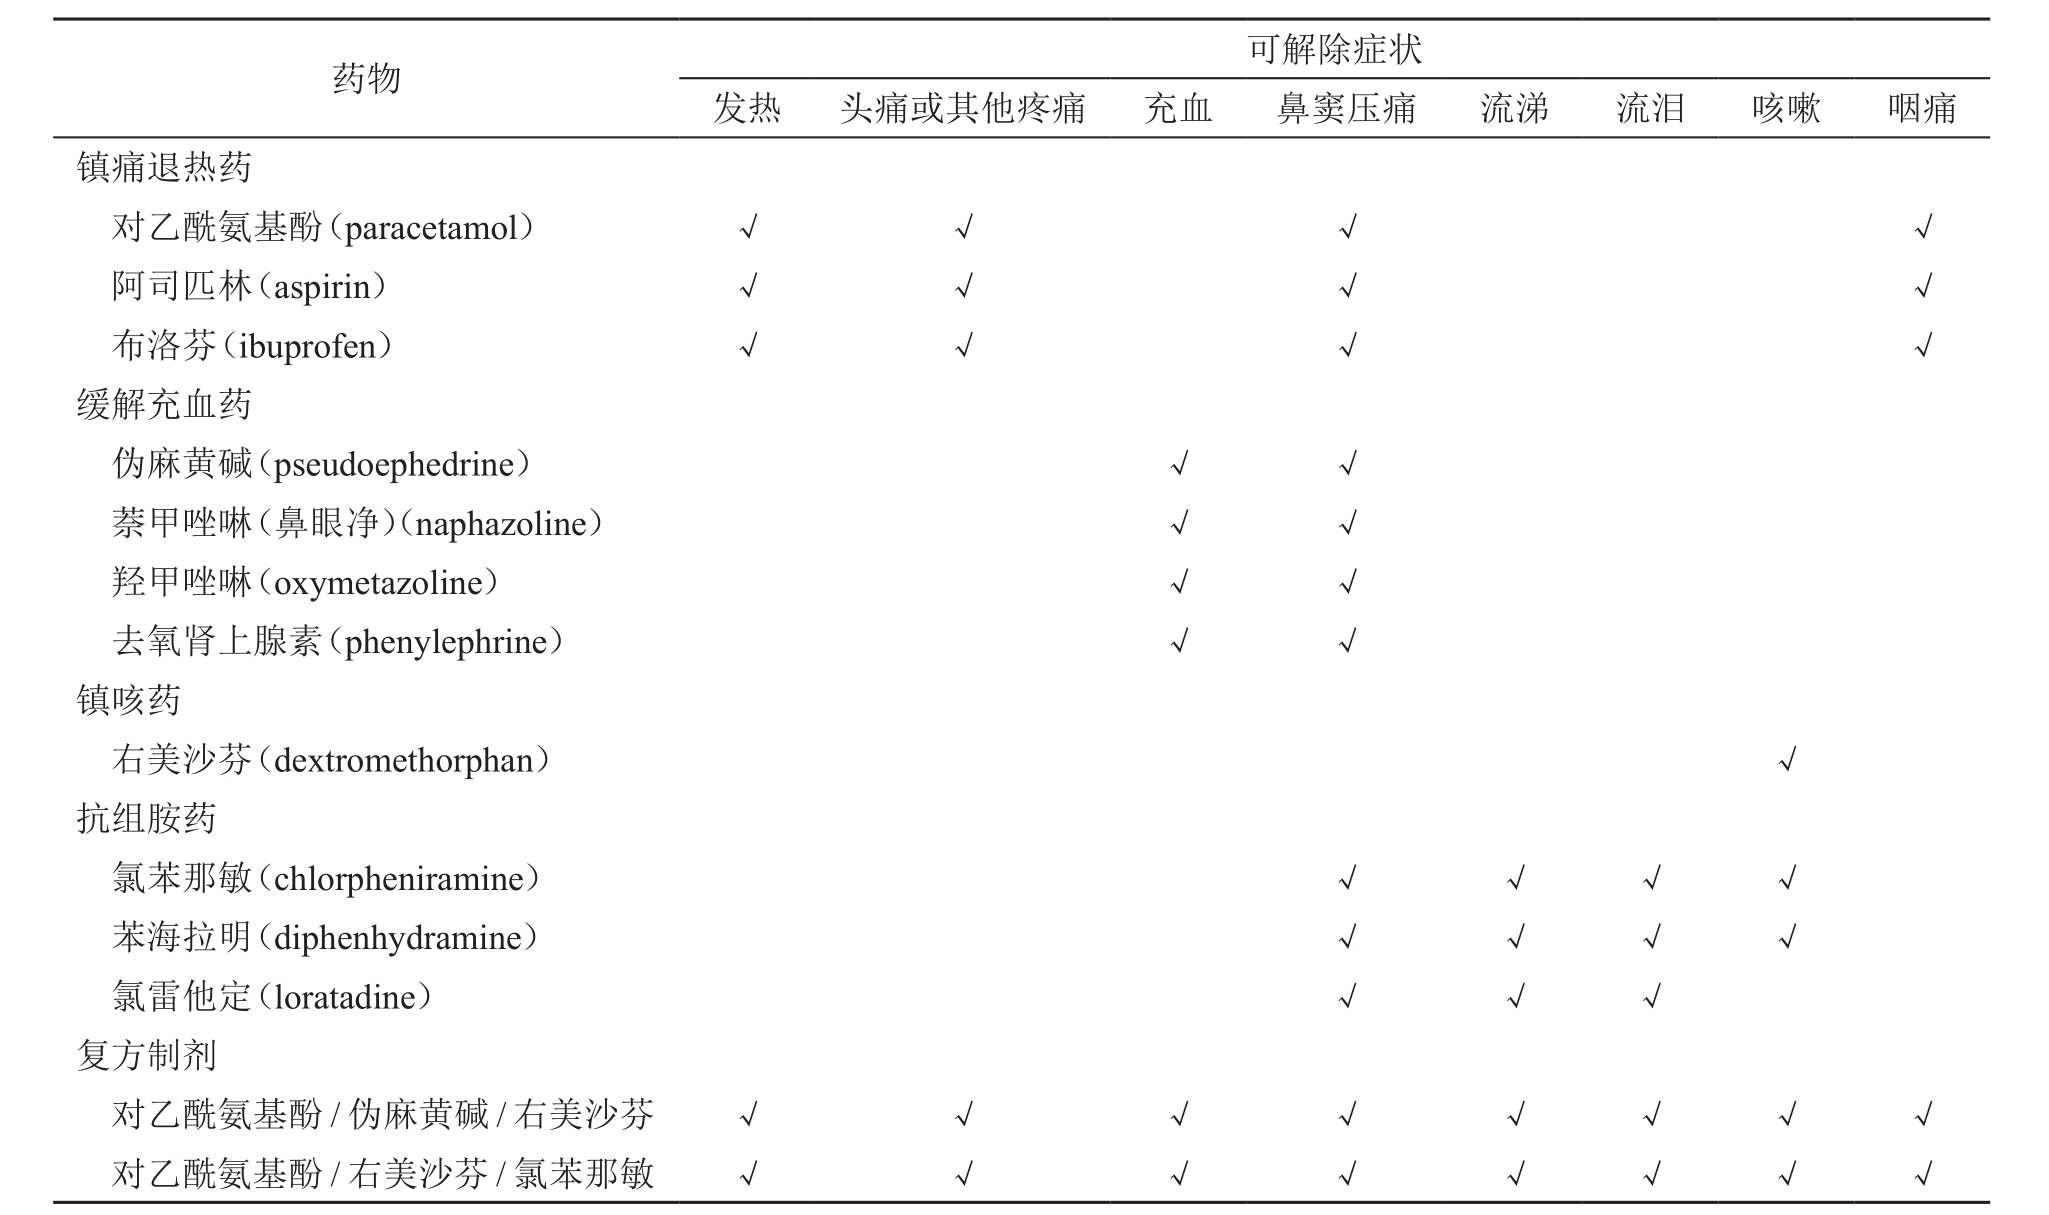 药物 可解除症状
发热 头痛或其他疼痛 充血 鼻窦压痛 流涕 流泪 咳嗽 咽痛
镇痛退热药
对乙酰氨基酚（paracetamol） √ √ √ √
阿司匹林（aspirin） √ √ √ √
布洛芬（ibuprofen） √ √ √ √
缓解充血药
伪麻黄碱（pseudoephedrine） √ √
萘甲唑啉（鼻眼净）（naphazoline） √ √
羟甲唑啉（oxymetazoline） √ √
去氧肾上腺素（phenylephrine） √ √
镇咳药
右美沙芬（dextromethorphan） √
抗组胺药
氯苯那敏（chlorpheniramine） √ √ √ √
苯海拉明（diphenhydramine） √ √ √ √
氯雷他定（loratadine） √ √ √
复方制剂
对乙酰氨基酚/伪麻黄碱/右美沙芬 √ √ √ √ √ √ √ √
对乙酰氨基酚/右美沙芬/氯苯那敏 √ √ √ √ √ √ √ √